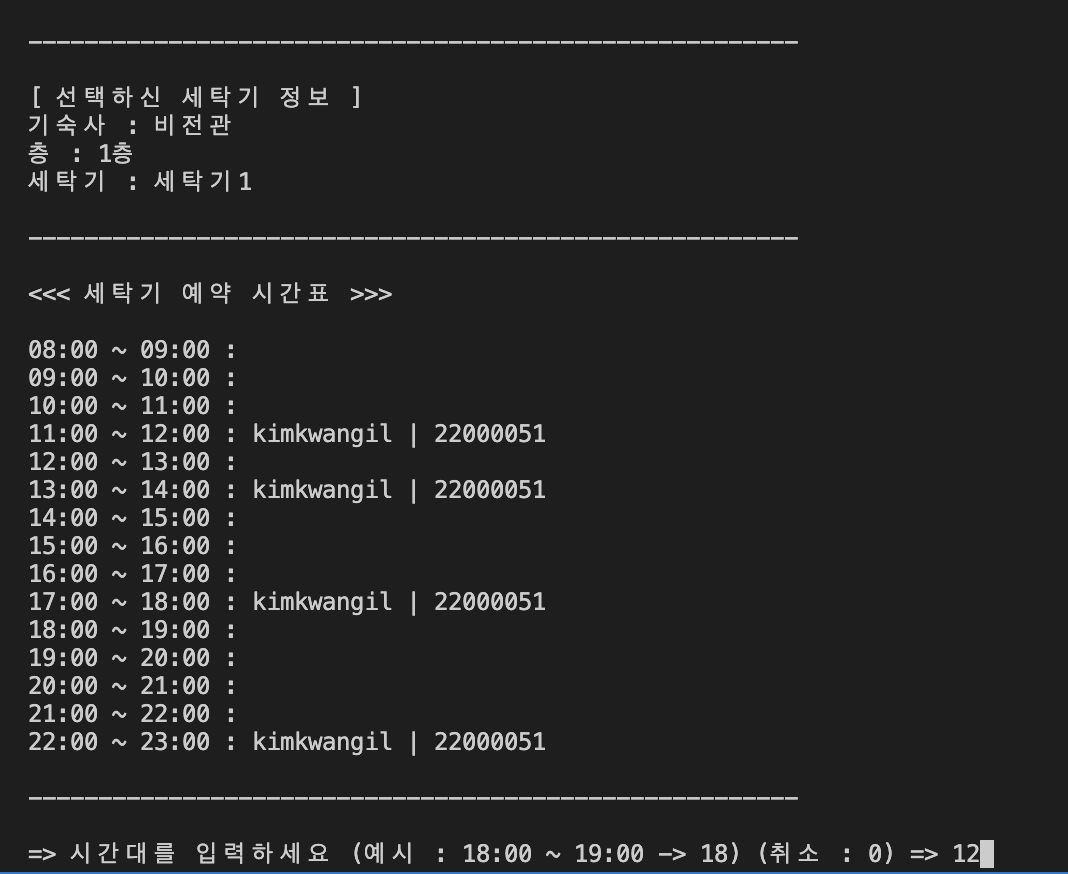 [ 선택하신 세탁기 정보 ]
기숙사 : 비전관
층 : 1층
세탁기 : 세탁기1
<<< 세탁기 예약 시간표 >>>
08:00 ~ 09:00 :
09:00 ~ 10:00 :
10:00 ~ 11:00 :
11:00 ~ 12:00 : kimkwangil | 22000051
12:00 ~ 13:00 :
13:00 ~ 14:00 : kimkwangil | 22000051
14:00 ~ 15:00 :
15:00 ~ 16:00 :
16:00 ~ 17:00 :
17:00 ~ 18:00 : kimkwangil | 22000051
18:00 ~ 19:00 :
19:00 ~ 20:00 :
20:00 ~ 21:00 :
21:00 ~ 22:00 :
22:00 ~ 23:00 : kimkwangil | 22000051
=> 시간대를 입력하세요 (예시 : 18:00 ~ 19:00 -> 18) (취소 : 0) => 12